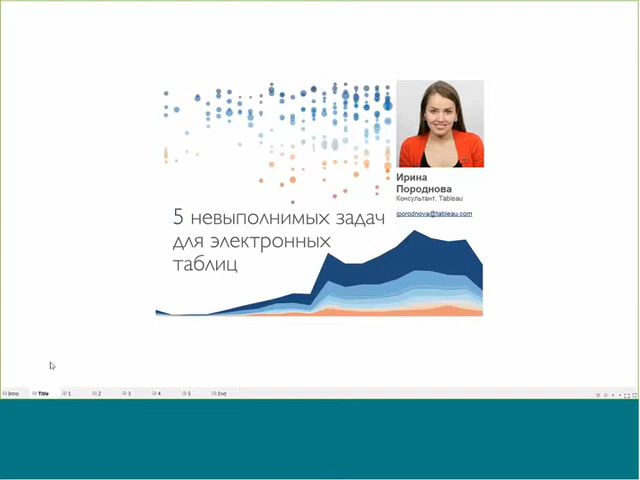 Ирина
Породнова
Консультант, Tableau
iporodnova@tableau.com
5 невыполнимых задач
для электронных
таблиц
Intro Title 1 2 3 4 5 End